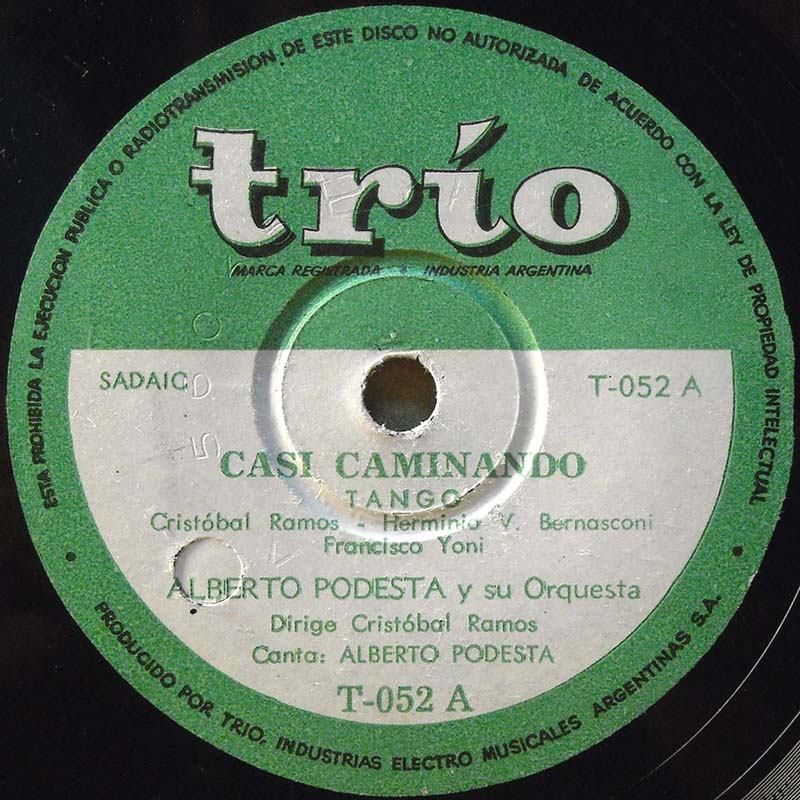 ESTA PROHIBIDA LA EJECUCION PUBLICA O RADIOTRANSMISION DE ESTE DISCO NO AUTORIZADA DE ACUERDO CON LA LEY DE PROPIEDAD INTELECTUAL
trío
MARCA REGISTRADA • INDUSTRIA ARGENTINA
SADAIC
T-052 A
CASI CAMINANDO
TANGO
Cristóbal Ramos - Herminio V. Bernasconi
Francisco Yoni
ALBERTO PODESTA y su Orquesta
Dirige Cristóbal Ramos
Canta: ALBERTO PODESTA
T-052 A
PRODUCIDO POR TRIO, INDUSTRIAS ELECTRO MUSICALES ARGENTINAS S.A.